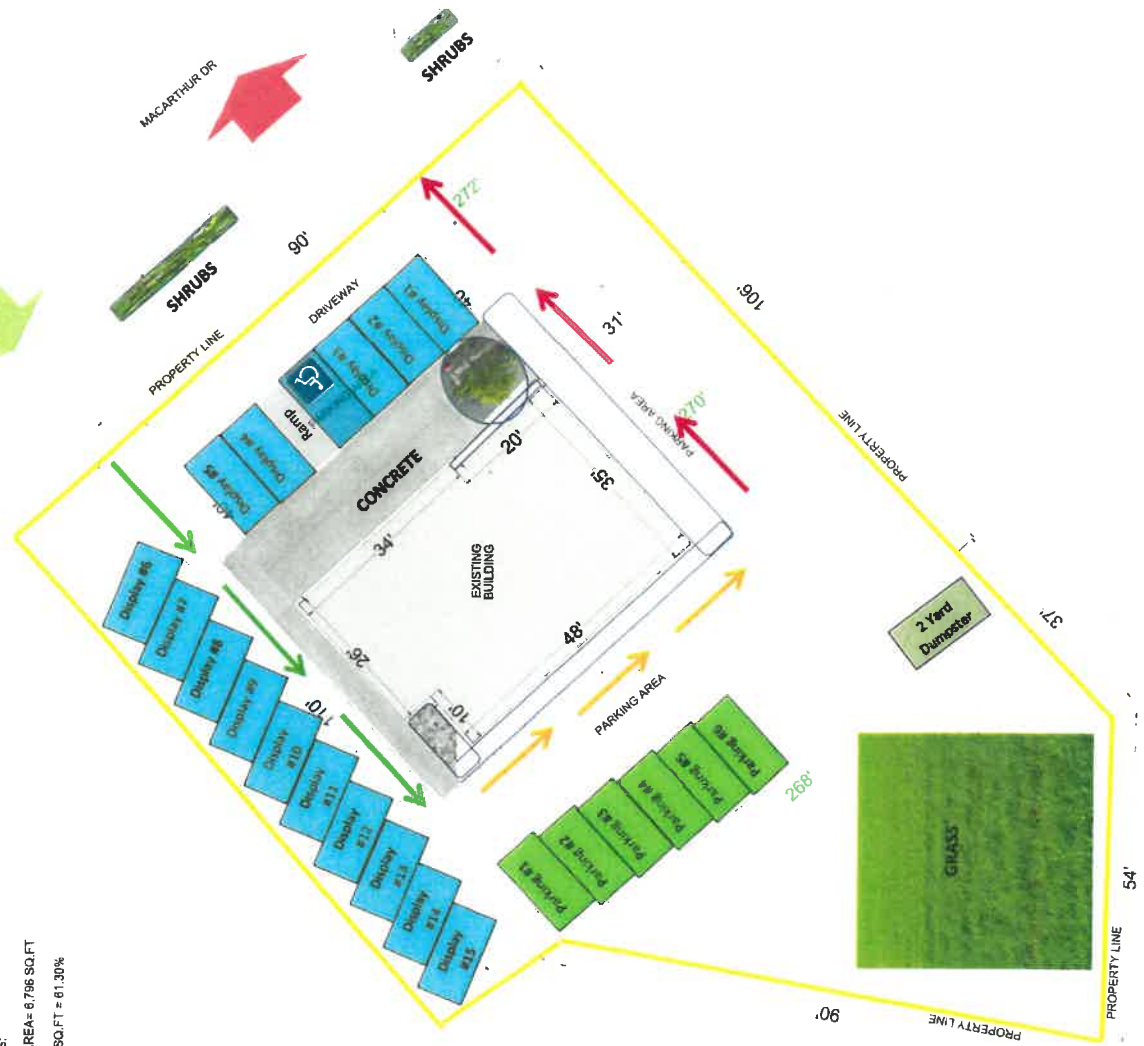 MACARTHUR DR
SHRUBS
SHRUBS
90'
272'
PROPERTY LINE
DRIVEWAY
Display #1
Display #2
Display #3
Ramp
Display #4
Display #5
40'
31'
106'
PARKING AREA
270'
PROPERTY LINE
CONCRETE
20'
35'
34'
EXISTING
BUILDING
26'
48'
10'
110'
Display #6
Display #7
Display #8
Display #9
Display
#10
Display
#11
Display
#12
Display
#13
Display
#14
Display
#15
PARKING AREA
Parking #1
Parking #2
Parking #3
Parking #4
Parking #5
Parking #6
268'
2 Yard
Dumpster
37'
GRASS
54'
PROPERTY LINE
90'
PROPERTY LINE
REA= 6,796 SQ.FT
SQ.FT = 61.30%